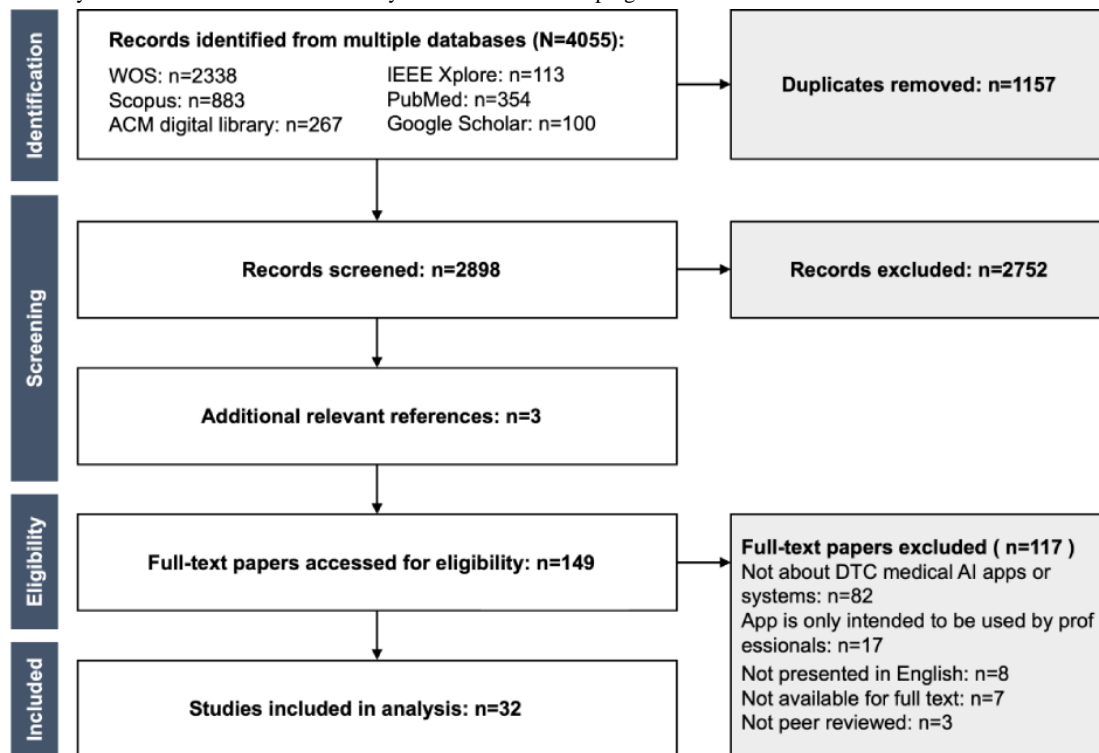 Identification
Records identified from multiple databases (N=4055):
WOS: n=2338
Scopus: n=883
ACM digital library: n=267
IEEE Xplore: n=113
PubMed: n=354
Google Scholar: n=100
Duplicates removed: n=1157
Screening
Records screened: n=2898
Records excluded: n=2752
Additional relevant references: n=3
Eligibility
Full-text papers accessed for eligibility: n=149
Full-text papers excluded ( n=117 )
Not about DTC medical AI apps or
systems: n=82
App is only intended to be used by prof
essionals: n=17
Not presented in English: n=8
Not available for full text: n=7
Not peer reviewed: n=3
Included
Studies included in analysis: n=32